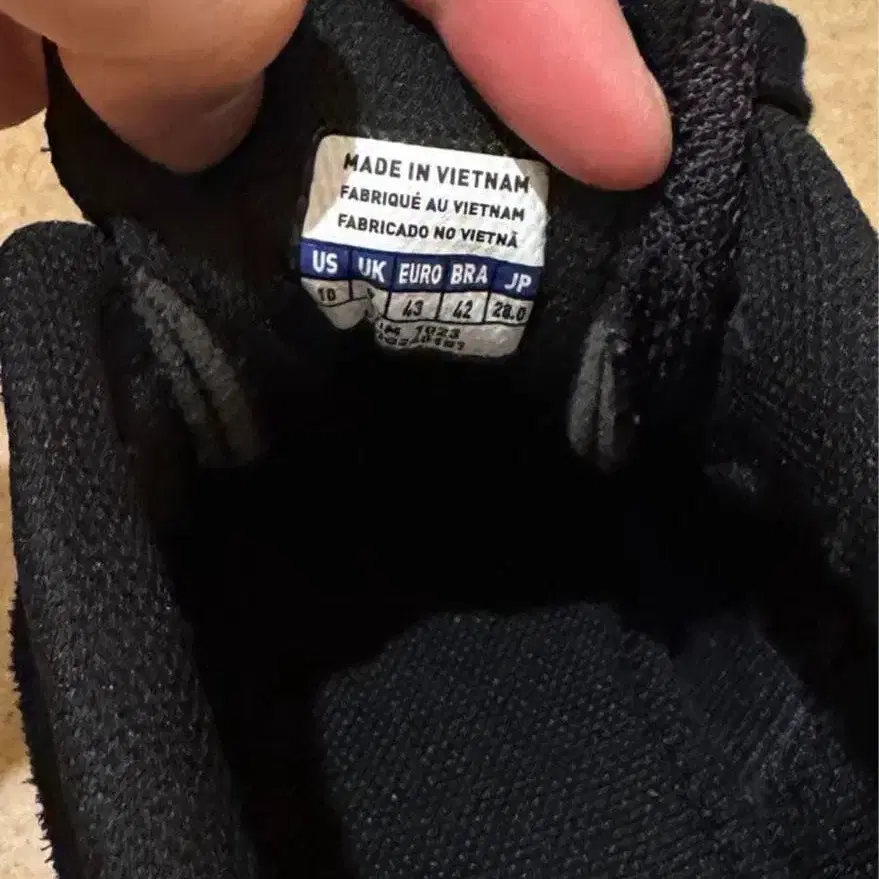 MADE IN VIETNAM
FABRIQUÉ AU VIETNAM
FABRICADO NO VIETNÃ
US UK EURO BRA JP
10 43 42 28.0
1023